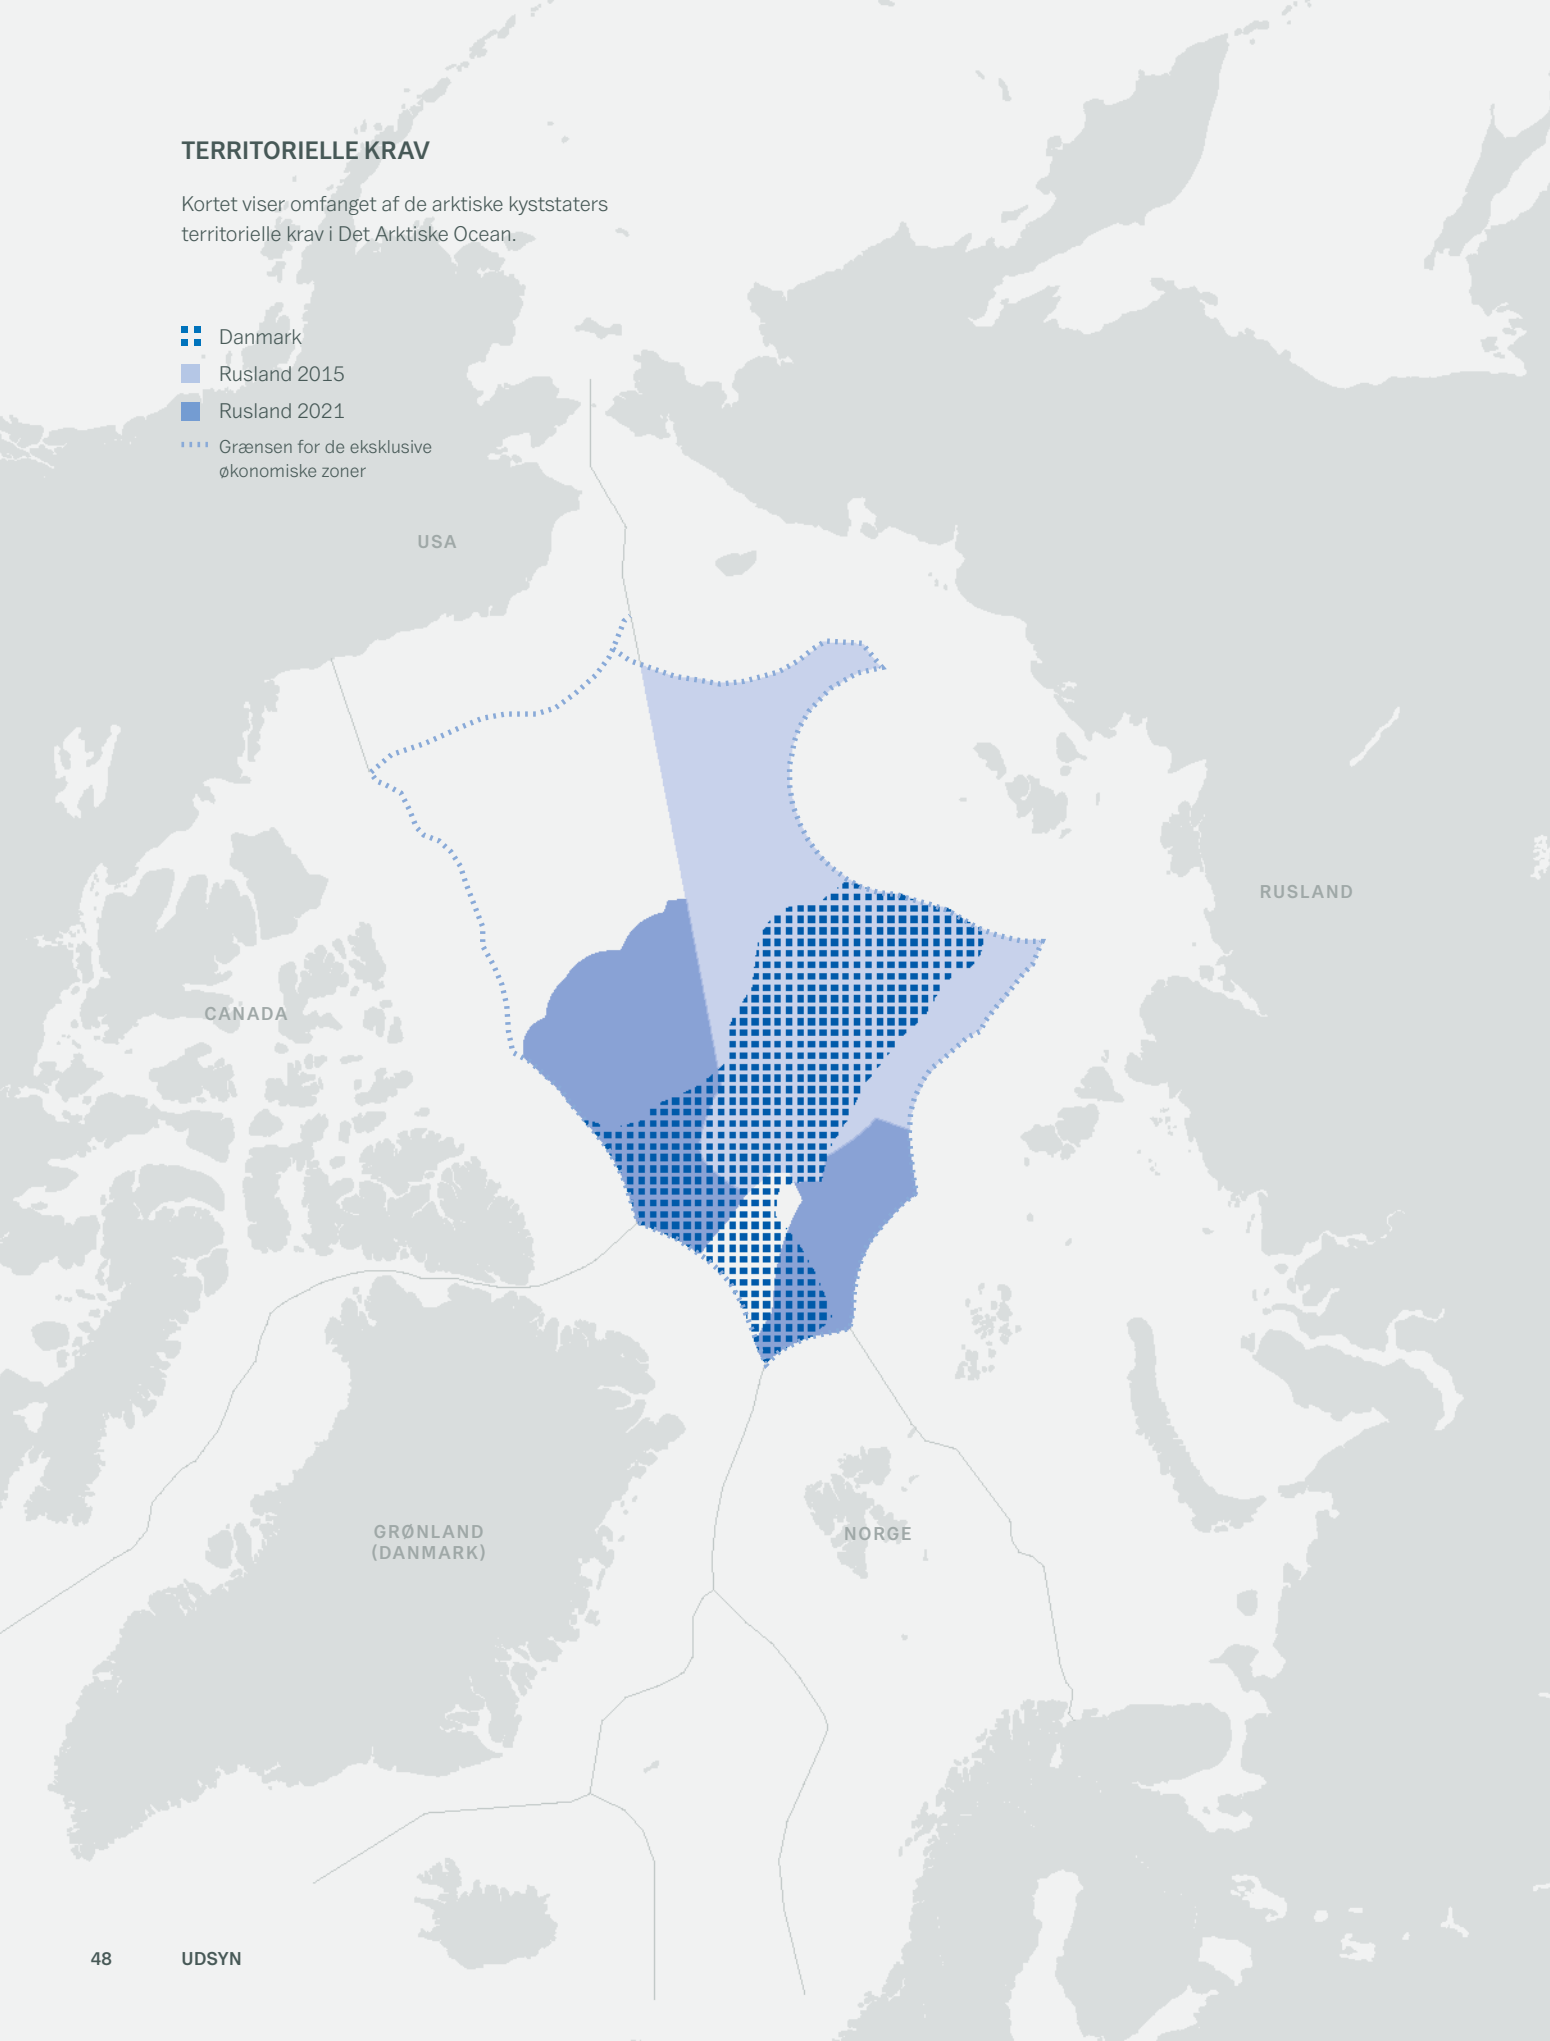 TERRITORIELLE KRAV
Kortet viser omfanget af de arktiske kyststaters
territorielle krav i Det Arktiske Ocean.
Danmark
Rusland 2015
Rusland 2021
Grænsen for de eksklusive
økonomiske zoner
USA
RUSLAND
CANADA
GRØNLAND
(DANMARK)
NORGE
48 UDSYN